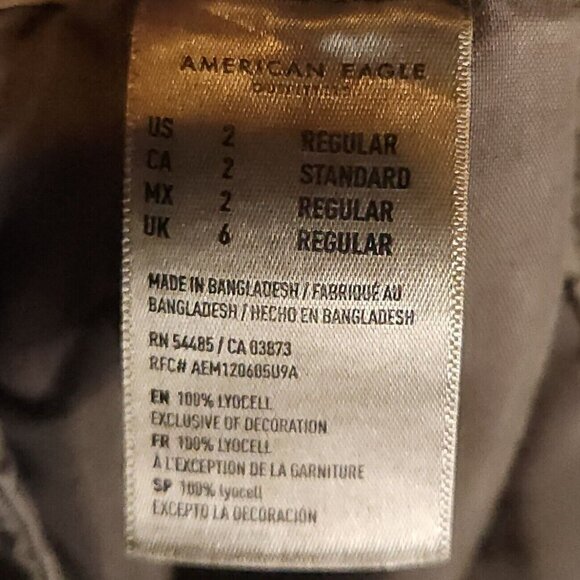 AMERICAN EAGLE
OUTFITTERS
US 2 REGULAR
CA 2 STANDARD
MX 2 REGULAR
UK 6 REGULAR
MADE IN BANGLADESH / FABRIQUÉ AU
BANGLADESH / HECHO EN BANGLADESH
RN 54485 / CA 03873
RFC# AEM120605U9A
EN 100% LYOCELL
EXCLUSIVE OF DECORATION
FR 100% LYOCELL
À L'EXCEPTION DE LA GARNITURE
SP 100% lyocell
EXCEPTO LA DECORACIÓN